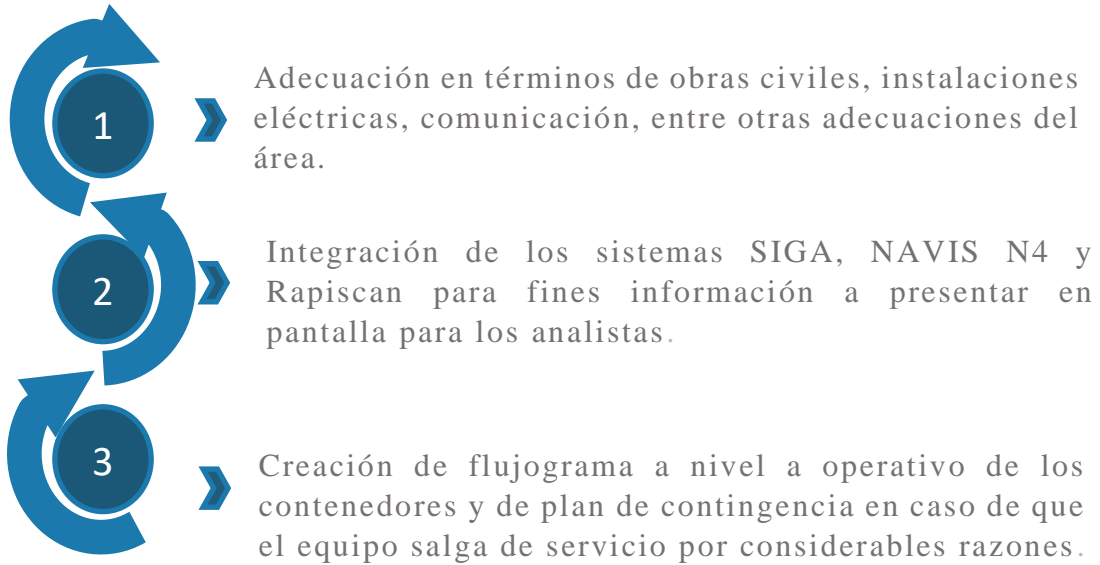 1
Adecuación en términos de obras civiles, instalaciones
eléctricas, comunicación, entre otras adecuaciones del
área.
2
Integración de los sistemas SIGA, NAVIS N4 y
Rapiscan para fines información a presentar en
pantalla para los analistas.
3
Creación de flujograma a nivel a operativo de los
contenedores y de plan de contingencia en caso de que
el equipo salga de servicio por considerables razones.